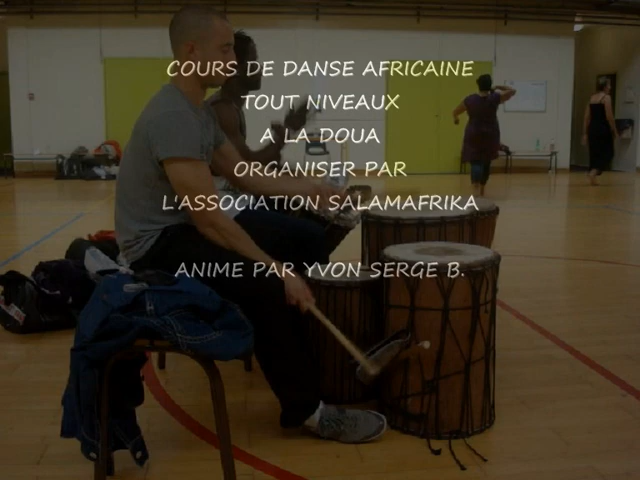 COURS DE DANSE AFRICAINE
TOUT NIVEAUX
A LA DOUA
ORGANISER PAR
L'ASSOCIATION SALAMAFRIKA
ANIME PAR YVON SERGE B.